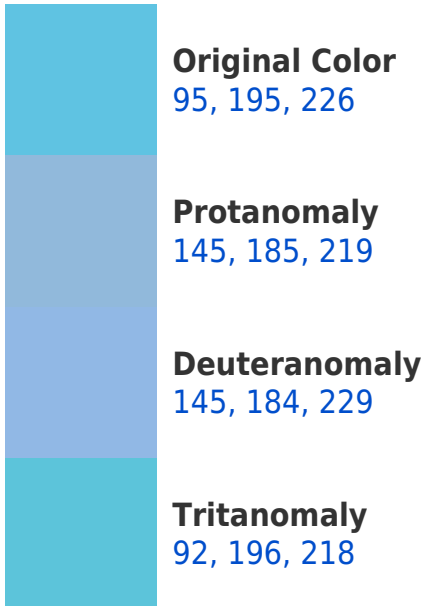 Original Color
95, 195, 226
Protanomaly
145, 185, 219
Deuteranomaly
145, 184, 229
Tritanomaly
92, 196, 218